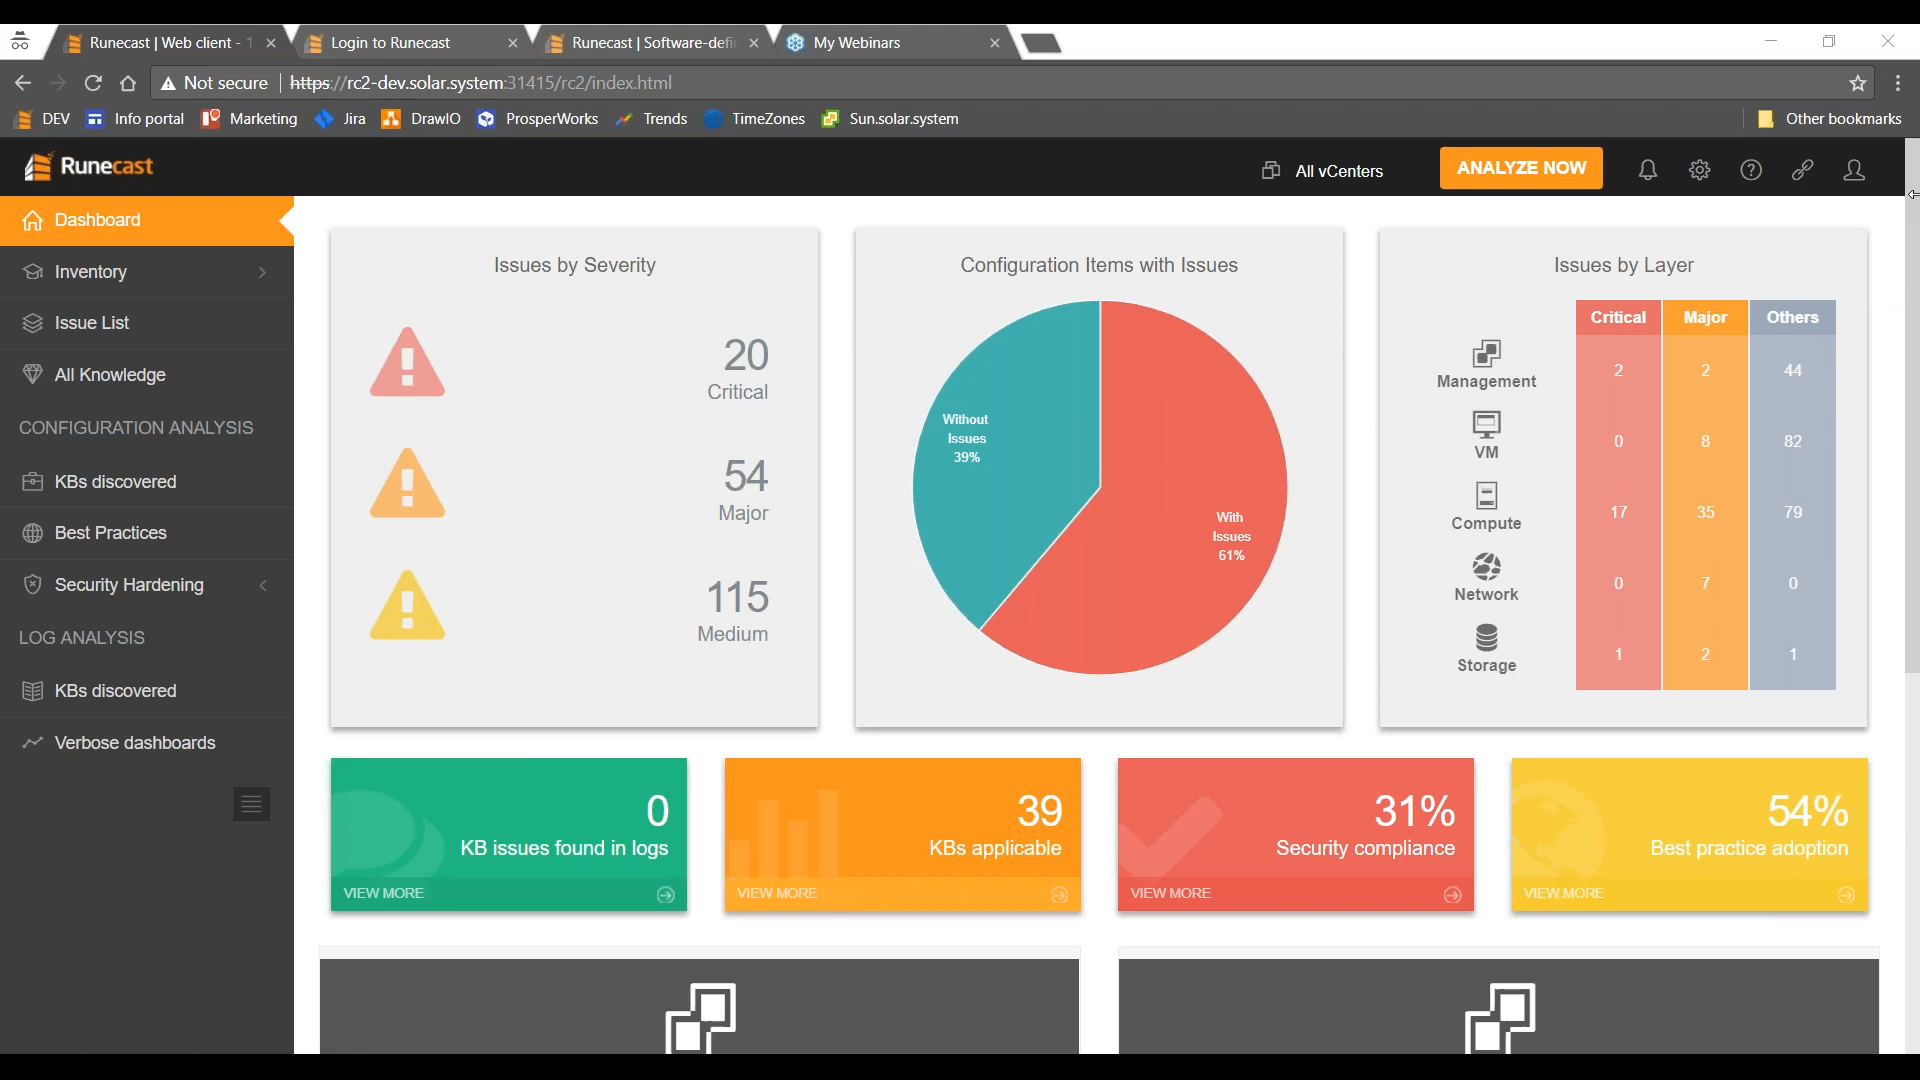 Runecast | Web client - 1
Login to Runecast
Runecast | Software-defi
My Webinars
Not secure
https://rc2-dev.solar.system:31415/rc2/index.html
DEV
Info portal
Marketing
Jira
DrawIO
ProsperWorks
Trends
TimeZones
Sun.solar.system
Other bookmarks
Runecast
All vCenters
ANALYZE NOW
Dashboard
Inventory
Issue List
All Knowledge
CONFIGURATION ANALYSIS
KBs discovered
Best Practices
Security Hardening
LOG ANALYSIS
KBs discovered
Verbose dashboards
Issues by Severity
20
Critical
54
Major
115
Medium
Configuration Items with Issues
Without
Issues
39%
With
Issues
61%
Issues by Layer
Critical Major Others
Management 2 2 44
VM 0 8 82
Compute 17 35 79
Network 0 7 0
Storage 1 2 1
0
KB issues found in logs
VIEW MORE
39
KBs applicable
VIEW MORE
31%
Security compliance
VIEW MORE
54%
Best practice adoption
VIEW MORE